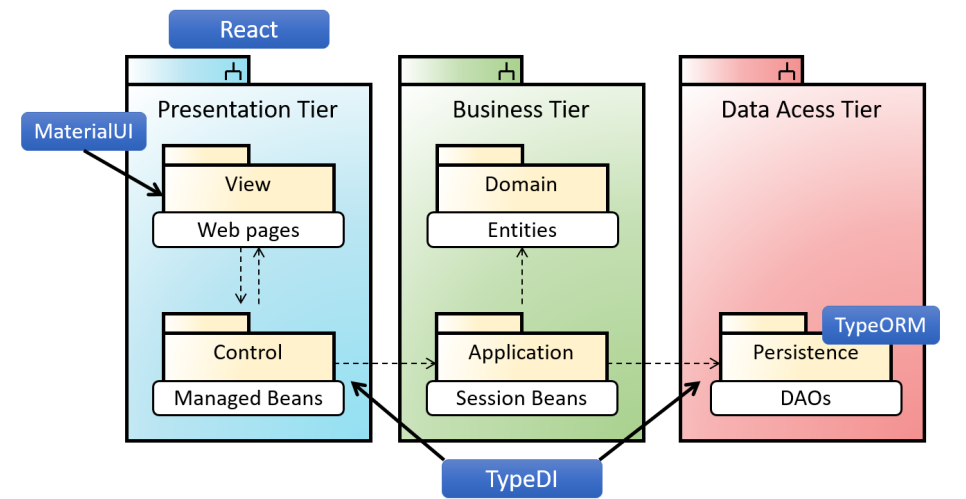 React
Presentation Tier
Business Tier
Data Acess Tier
MaterialUI
View
Web pages
Domain
Entities
TypeORM
Control
Managed Beans
Application
Session Beans
Persistence
DAOs
TypeDI